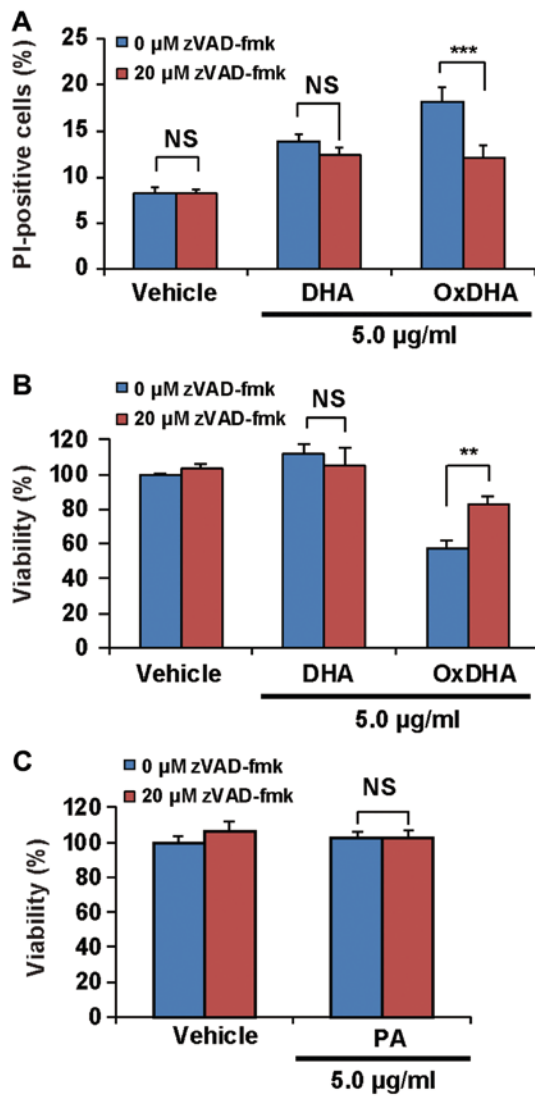 A
PI-positive cells (%)
25
20
15
10
5
0
0 µM zVAD-fmk
20 µM zVAD-fmk
NS
NS
***
Vehicle DHA OxDHA
5.0 µg/ml
B
Viability (%)
120
100
80
60
40
20
0
0 µM zVAD-fmk
20 µM zVAD-fmk
NS
**
Vehicle DHA OxDHA
5.0 µg/ml
C
Viability (%)
120
100
80
60
40
20
0
0 µM zVAD-fmk
20 µM zVAD-fmk
NS
Vehicle PA
5.0 µg/ml